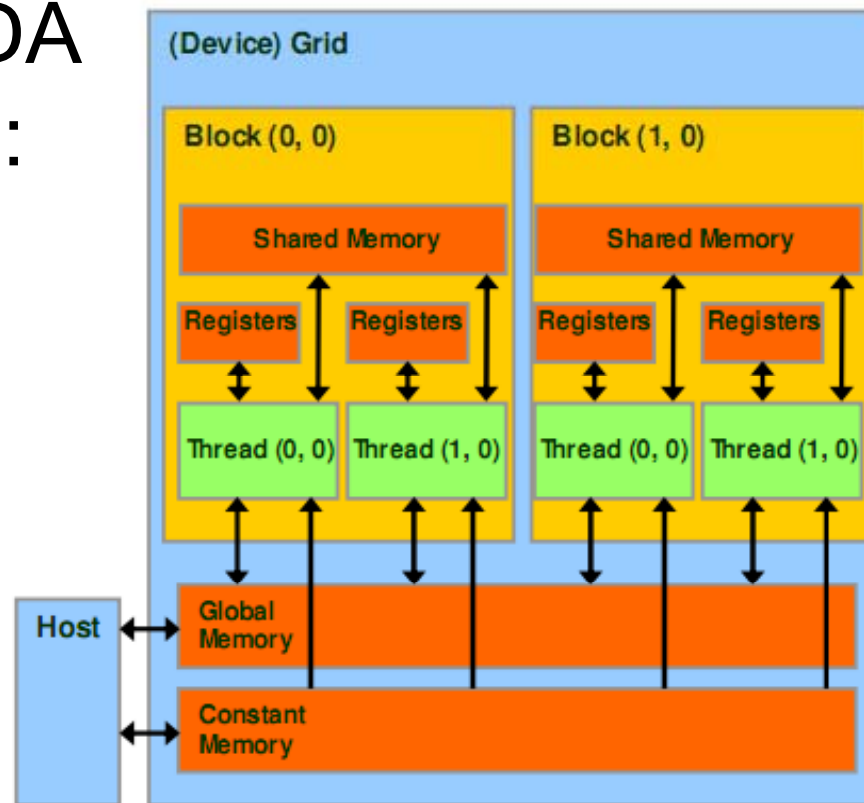 DA
:
(Device) Grid
Block (0, 0)
Block (1, 0)
Shared Memory
Shared Memory
Registers
Registers
Registers
Registers
Thread (0, 0)
Thread (1, 0)
Thread (0, 0)
Thread (1, 0)
Host
Global
Memory
Constant
Memory